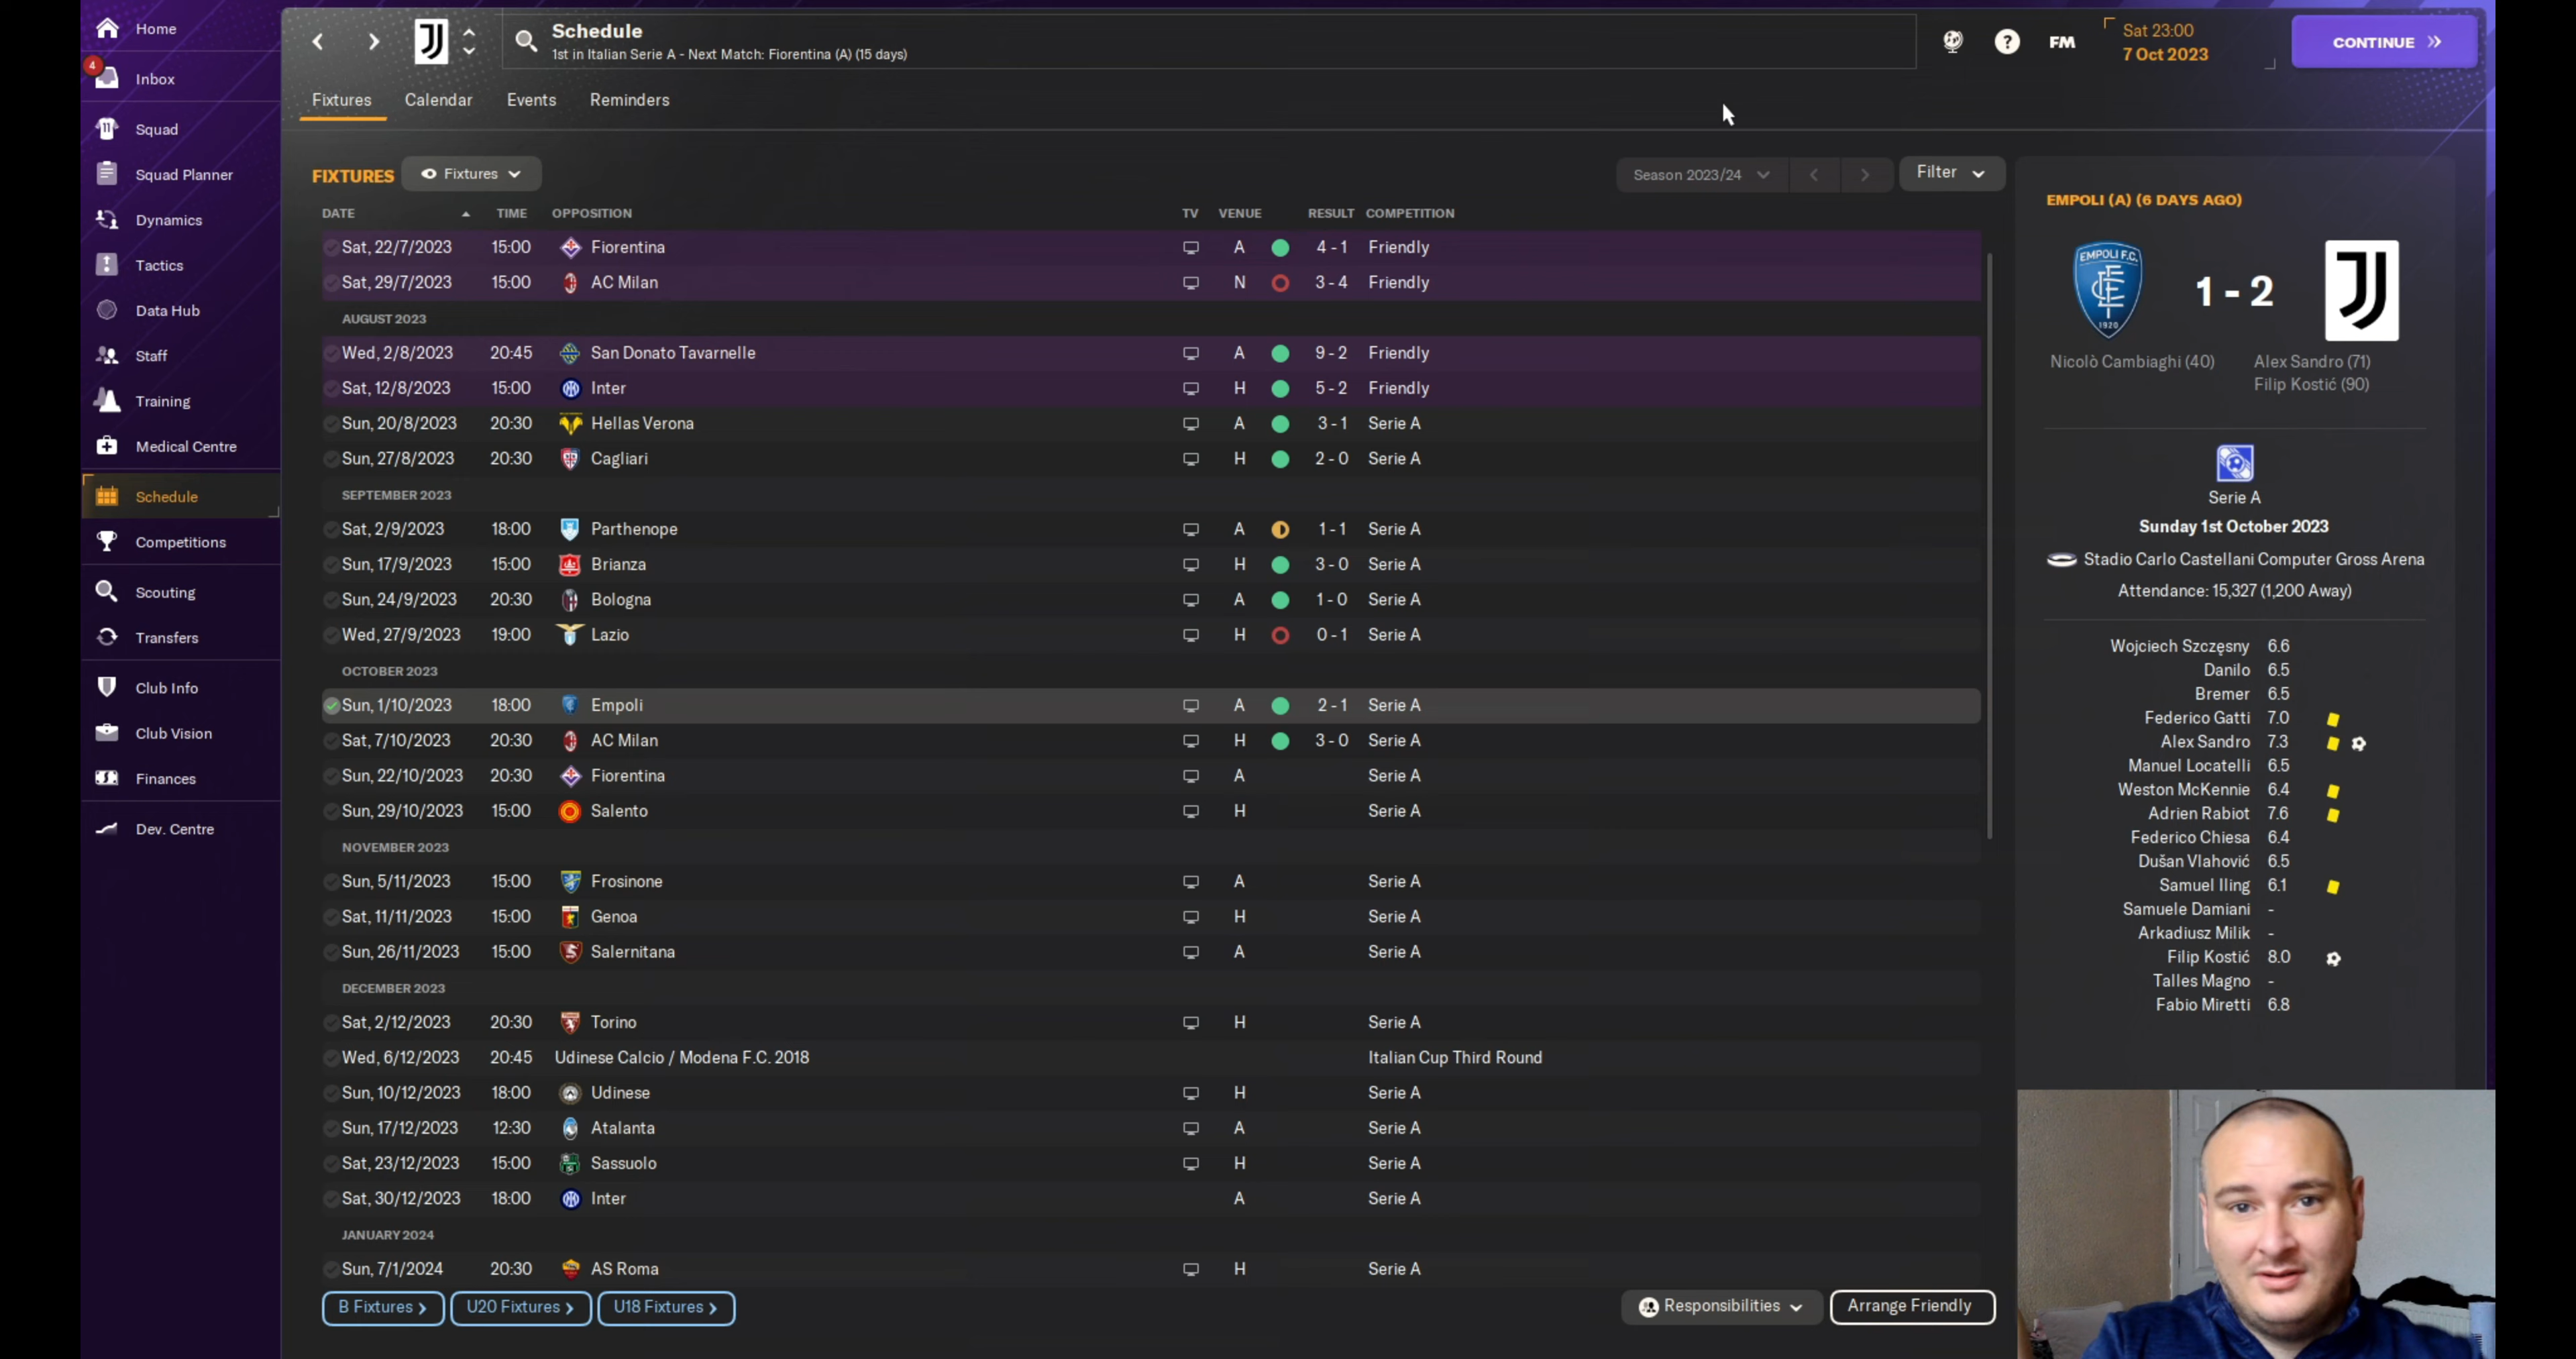 Home
4
Inbox
Squad
Squad Planner
Dynamics
Tactics
Data Hub
Staff
Training
Medical Centre
Schedule
Competitions
Scouting
Transfers
Club Info
Club Vision
Finances
Dev. Centre
Schedule
1st in Italian Serie A - Next Match: Fiorentina (A) (15 days)
FM
Sat 23:00
7 Oct 2023
CONTINUE
Fixtures Calendar Events Reminders
FIXTURES Fixtures Season 2023/24 Filter
DATE TIME OPPOSITION TV VENUE RESULT COMPETITION
Sat, 22/7/2023 15:00 Fiorentina A 4 - 1 Friendly
Sat, 29/7/2023 15:00 AC Milan N 3 - 4 Friendly
AUGUST 2023
Wed, 2/8/2023 20:45 San Donato Tavarnelle A 9 - 2 Friendly
Sat, 12/8/2023 15:00 Inter H 5 - 2 Friendly
Sun, 20/8/2023 20:30 Hellas Verona A 3 - 1 Serie A
Sun, 27/8/2023 20:30 Cagliari H 2 - 0 Serie A
SEPTEMBER 2023
Sat, 2/9/2023 18:00 Parthenope A 1 - 1 Serie A
Sun, 17/9/2023 15:00 Brianza H 3 - 0 Serie A
Sun, 24/9/2023 20:30 Bologna A 1 - 0 Serie A
Wed, 27/9/2023 19:00 Lazio H 0 - 1 Serie A
OCTOBER 2023
Sun, 1/10/2023 18:00 Empoli A 2 - 1 Serie A
Sat, 7/10/2023 20:30 AC Milan H 3 - 0 Serie A
Sun, 22/10/2023 20:30 Fiorentina A Serie A
Sun, 29/10/2023 15:00 Salento H Serie A
NOVEMBER 2023
Sun, 5/11/2023 15:00 Frosinone A Serie A
Sat, 11/11/2023 15:00 Genoa H Serie A
Sun, 26/11/2023 15:00 Salernitana A Serie A
DECEMBER 2023
Sat, 2/12/2023 20:30 Torino H Serie A
Wed, 6/12/2023 20:45 Udinese Calcio / Modena F.C. 2018 Italian Cup Third Round
Sun, 10/12/2023 18:00 Udinese H Serie A
Sun, 17/12/2023 12:30 Atalanta A Serie A
Sat, 23/12/2023 15:00 Sassuolo H Serie A
Sat, 30/12/2023 18:00 Inter A Serie A
JANUARY 2024
Sun, 7/1/2024 20:30 AS Roma H Serie A
B Fixtures U20 Fixtures U18 Fixtures Responsibilities Arrange Friendly
EMPOLI (A) (6 DAYS AGO)
EMPOLI F.C.
1920
1 - 2
Nicolò Cambiaghi (40) Alex Sandro (71)
Filip Kostić (90)
Serie A
Sunday 1st October 2023
Stadio Carlo Castellani Computer Gross Arena
Attendance: 15,327 (1,200 Away)
Wojciech Szczęsny 6.6
Danilo 6.5
Bremer 6.5
Federico Gatti 7.0
Alex Sandro 7.3
Manuel Locatelli 6.5
Weston McKennie 6.4
Adrien Rabiot 7.6
Federico Chiesa 6.4
Dušan Vlahović 6.5
Samuel Iling 6.1
Samuele Damiani -
Arkadiusz Milik -
Filip Kostić 8.0
Talles Magno -
Fabio Miretti 6.8